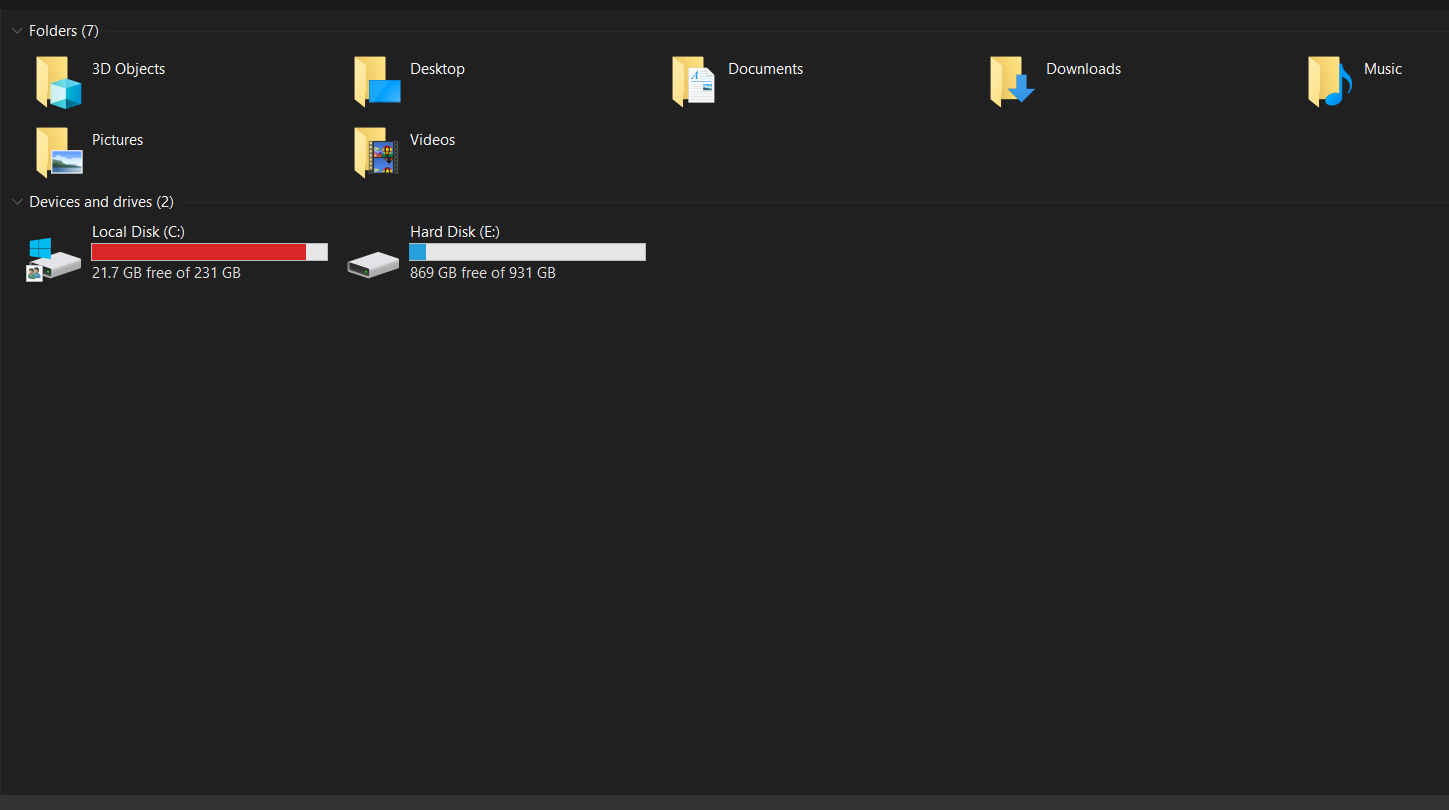 Folders (7)
3D Objects
Desktop
Documents
Downloads
Music
Pictures
Videos
Devices and drives (2)
Local Disk (C:)
21.7 GB free of 231 GB
Hard Disk (E:)
869 GB free of 931 GB